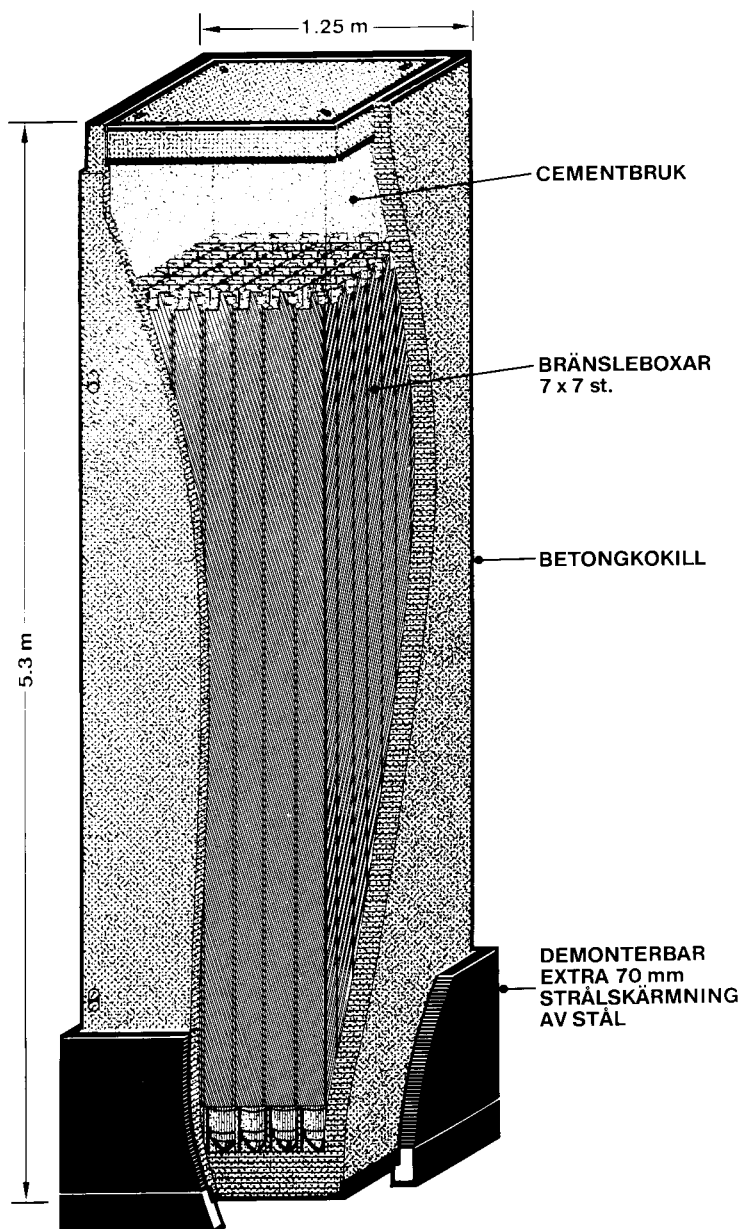 1.25 m
CEMENTBRUK
BRÄNSLEBOXAR
7 x 7 st.
BETONGKOKILL
5.3 m
DEMONTERBAR
EXTRA 70 mm
STRÅLSKÄRMNING
AV STÅL